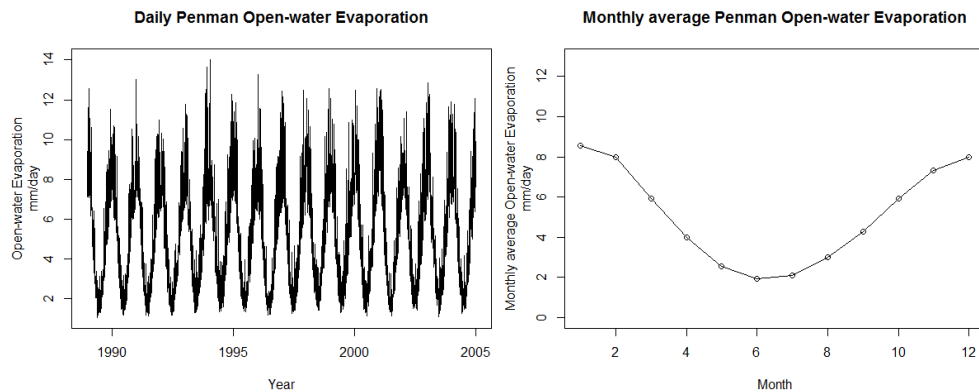 Daily Penman Open-water Evaporation
Open-water Evaporation
mm/day
14
12
10
8
6
4
2
1990 1995 2000 2005
Year
Monthly average Penman Open-water Evaporation
Monthly average Open-water Evaporation
mm/day
12
10
8
6
4
2
0
2 4 6 8 10 12
Month